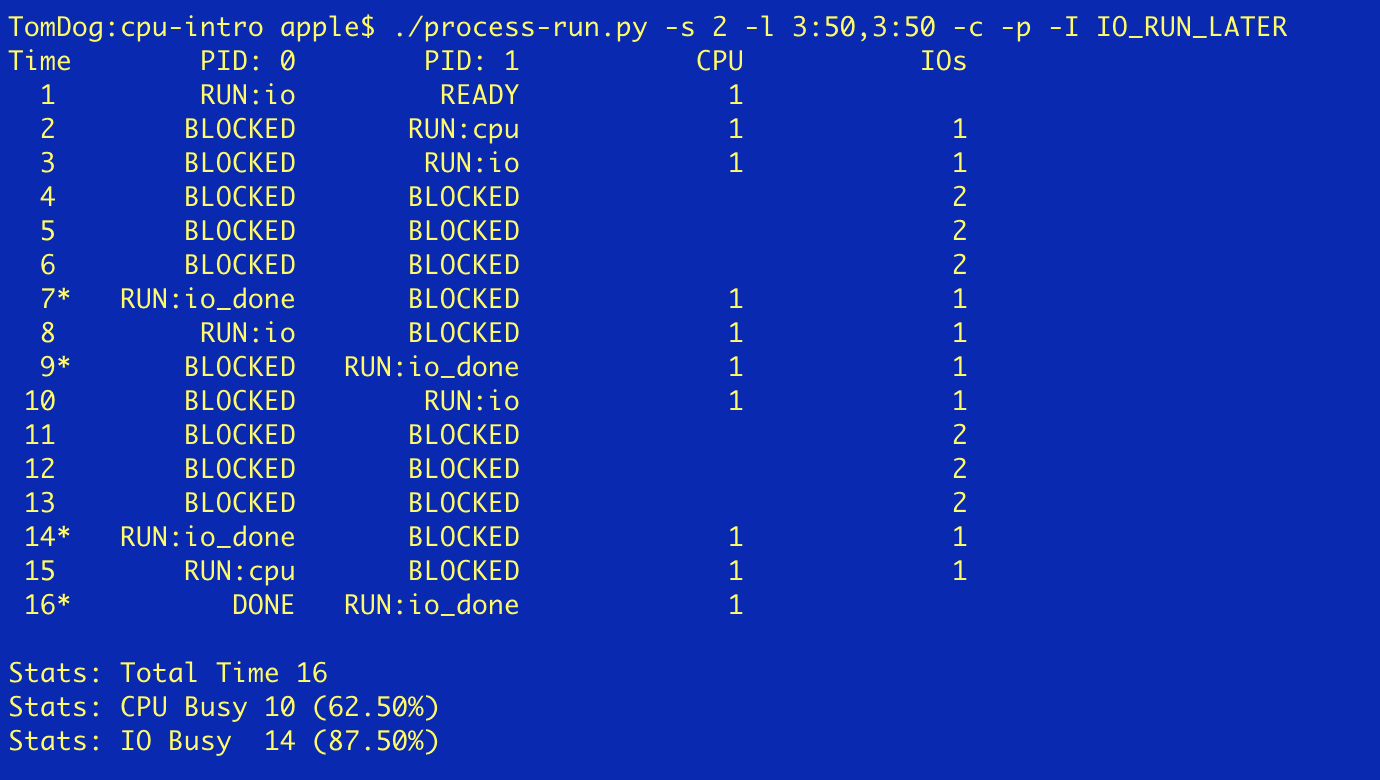 TomDog:cpu-intro apple$ ./process-run.py -s 2 -l 3:50,3:50 -c -p -I IO_RUN_LATER
Time        PID: 0        PID: 1           CPU           IOs
  1         RUN:io         READY             1
  2        BLOCKED       RUN:cpu             1             1
  3        BLOCKED        RUN:io             1             1
  4        BLOCKED       BLOCKED                           2
  5        BLOCKED       BLOCKED                           2
  6        BLOCKED       BLOCKED                           2
  7*   RUN:io_done       BLOCKED             1             1
  8         RUN:io       BLOCKED             1             1
  9*       BLOCKED   RUN:io_done             1             1
 10        BLOCKED        RUN:io             1             1
 11        BLOCKED       BLOCKED                           2
 12        BLOCKED       BLOCKED                           2
 13        BLOCKED       BLOCKED                           2
 14*   RUN:io_done       BLOCKED             1             1
 15        RUN:cpu       BLOCKED             1             1
 16*          DONE   RUN:io_done             1

Stats: Total Time 16
Stats: CPU Busy 10 (62.50%)
Stats: IO Busy  14 (87.50%)